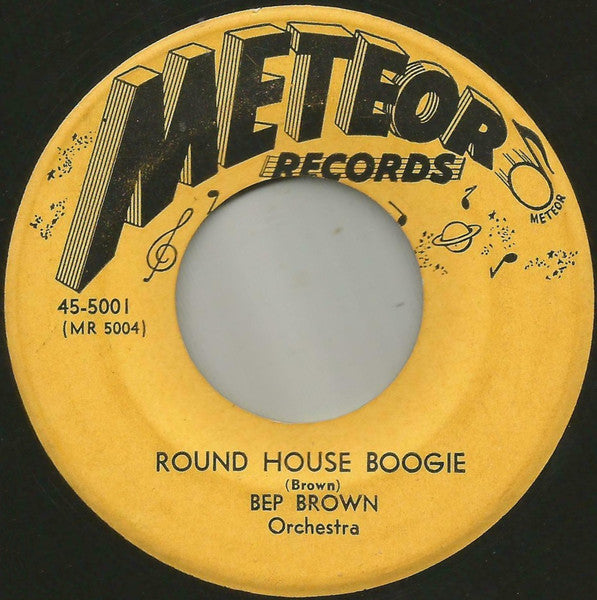 METEOR
RECORDS
METEOR
45-5001
(MR 5004)
ROUND HOUSE BOOGIE
(Brown)
BEP BROWN
Orchestra